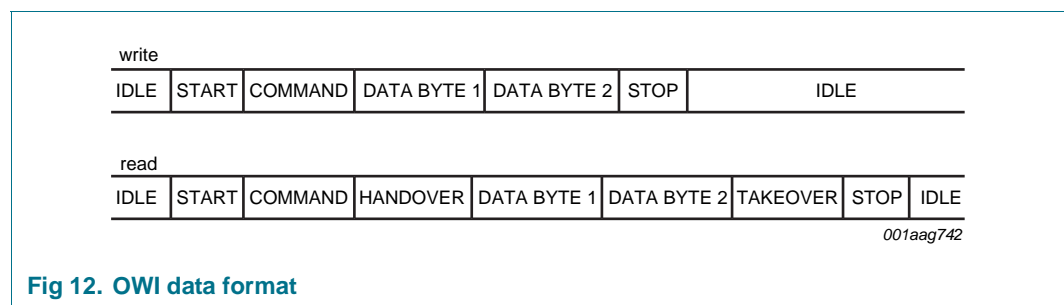 write
IDLE START COMMAND DATA BYTE 1 DATA BYTE 2 STOP IDLE
read
IDLE START COMMAND HANDOVER DATA BYTE 1 DATA BYTE 2 TAKEOVER STOP IDLE
001aag742
Fig 12. OWI data format